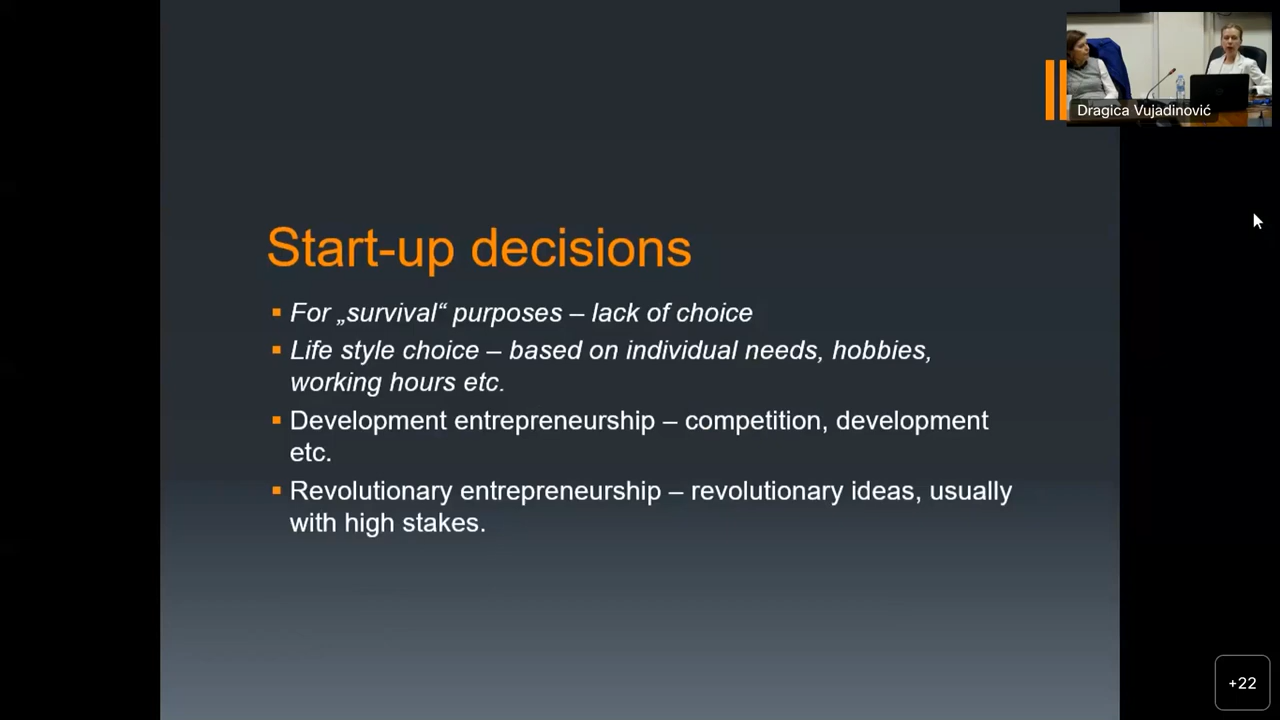 Dragica Vujadinović
Start-up decisions
For „survival“ purposes – lack of choice
Life style choice – based on individual needs, hobbies,
working hours etc.
Development entrepreneurship – competition, development
etc.
Revolutionary entrepreneurship – revolutionary ideas, usually
with high stakes.
+22